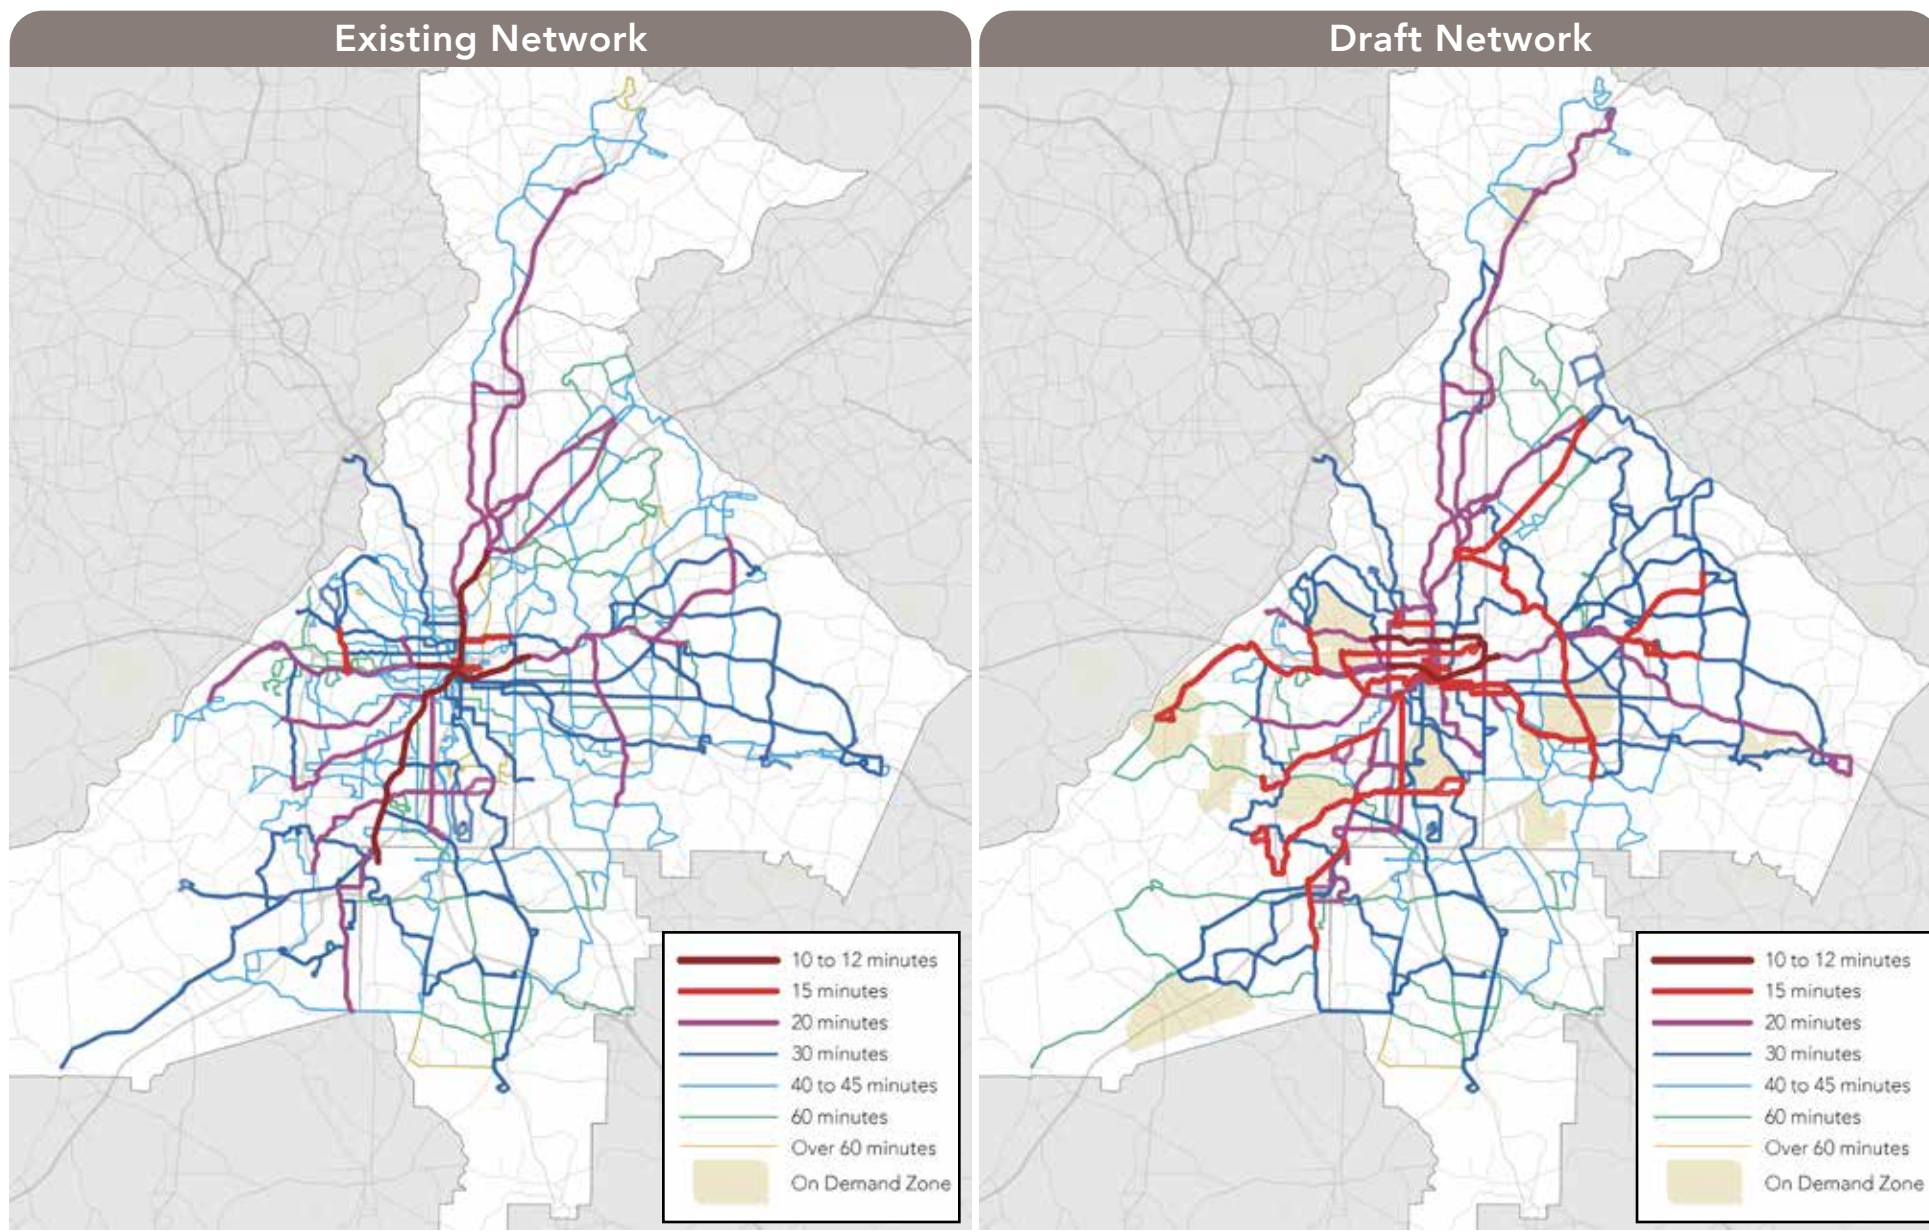 Existing Network
10 to 12 minutes
15 minutes
20 minutes
30 minutes
40 to 45 minutes
60 minutes
Over 60 minutes
On Demand Zone
Draft Network
10 to 12 minutes
15 minutes
20 minutes
30 minutes
40 to 45 minutes
60 minutes
Over 60 minutes
On Demand Zone